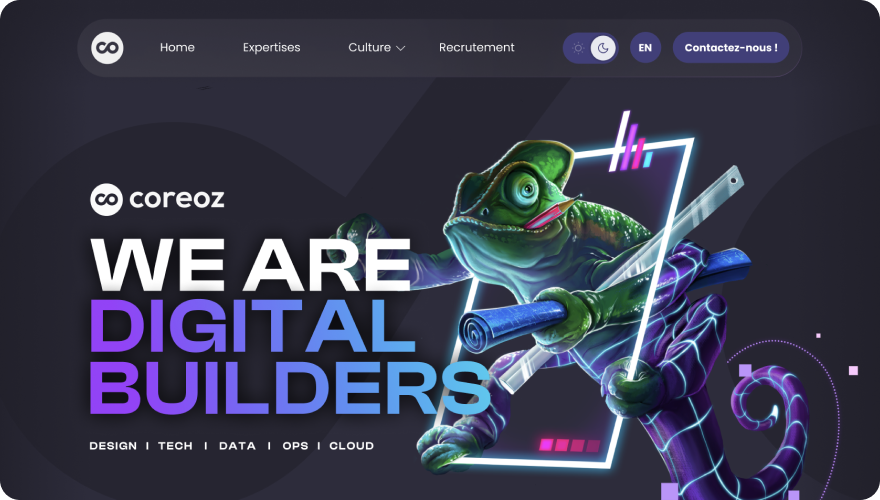 Home Expertises Culture Recrutement EN Contactez-nous !
coreoz
WE ARE
DIGITAL
BUILDERS
DESIGN I TECH I DATA I OPS I CLOUD